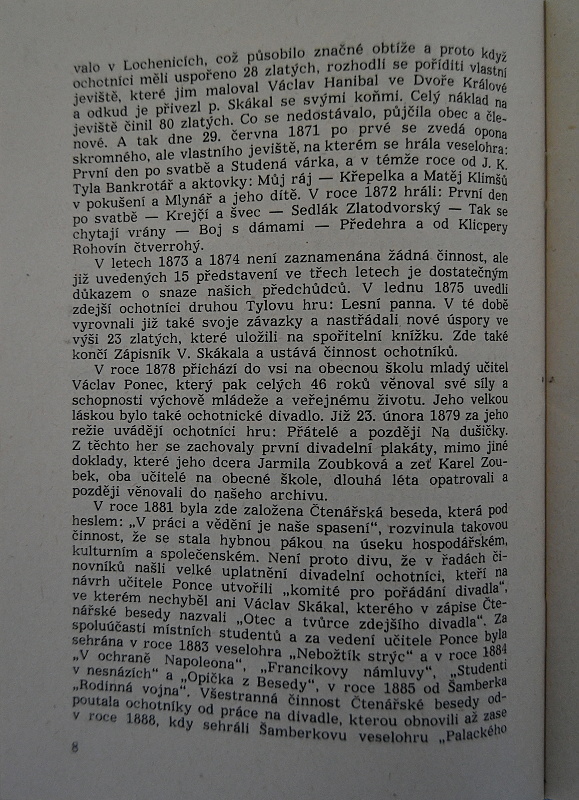 valo v Lochenicích, což působilo značné obtíže a proto když
ochotníci měli uspořeno 28 zlatých, rozhodli se poříditi vlastní
jeviště, které jim maloval Václav Hanibal ve Dvoře Králové
a odkud je přivezl p. Skákal se svými koňmi. Celý náklad na
jeviště činil 80 zlatých. Co se nedostávalo, půjčila obec a čle-
nové. A tak dne 29. června 1871 po prvé se zvedá opona
skromného, ale vlastního jeviště, na kterém se hrála veselohra:
První den po svatbě a Studená várka, a v témže roce od J. K.
Tyla Bankrotář a aktovky: Můj ráj — Křepelka a Matěj Klimšů
v pokušení a Mlynář a jeho dítě. V roce 1872 hráli: První den
po svatbě — Krejčí a švec — Sedlák Zlatodvorský — Tak se
chytají vrány — Boj s dámami — Předehra a od Klicpery
Rohovín čtverrohý.
V letech 1873 a 1874 není zaznamenána žádná činnost, ale
již uvedených 15 představení ve třech letech je dostatečným
důkazem o snaze našich předchůdců. V lednu 1875 uvedli
zdejší ochotníci druhou Tylovu hru: Lesní panna. V té době
vyrovnali již také svoje závazky a nastřádali nové úspory ve
výši 23 zlatých, které uložili na spořitelní knížku. Zde také
končí Zápisník V. Skákala a ustává činnost ochotníků.
V roce 1878 přichází do vsi na obecnou školu mladý učitel
Václav Ponec, který pak celých 46 roků věnoval své síly a
schopnosti výchově mládeže a veřejnému životu. Jeho velkou
láskou bylo také ochotnické divadlo. Již 23. února 1879 za jeho
režie uvádějí ochotníci hru: Přátelé a později Na dušičky.
Z těchto her se zachovaly první divadelní plakáty, mimo jiné
doklady, které jeho dcera Jarmila Zoubková a zeť Karel Zou-
bek, oba učitelé na obecné škole, dlouhá léta opatrovali a
později věnovali do našeho archivu.
V roce 1881 byla zde založena Čtenářská beseda, která pod
heslem: „V práci a vědění je naše spasení“, rozvinula takovou
činnost, že se stala hybnou pákou na úseku hospodářském,
kulturním a společenském. Není proto divu, že v řadách či-
novníků našli velké uplatnění divadelní ochotníci, kteří na
návrh učitele Ponce utvořili „komité pro pořádání divadla“,
ve kterém nechyběl ani Václav Skákal, kterého v zápise Čte-
nářské besedy nazvali „Otec a tvůrce zdejšího divadla“. Za
spoluúčasti místních studentů a za vedení učitele Ponce byla
sehrána v roce 1883 veselohra „Nebožtík strýc“ a v roce 1884
„V ochraně Napoleona“, „Francikovy námluvy“, „Studenti
v nesnázích“ a „Opička z Besedy“, v roce 1885 od Šamberka
„Rodinná vojna“. Všestranná činnost Čtenářské besedy od-
poutala ochotníky od práce na divadle, kterou obnovili až zase
v roce 1888, kdy sehráli Šamberkovu veselohru „Palackého
8